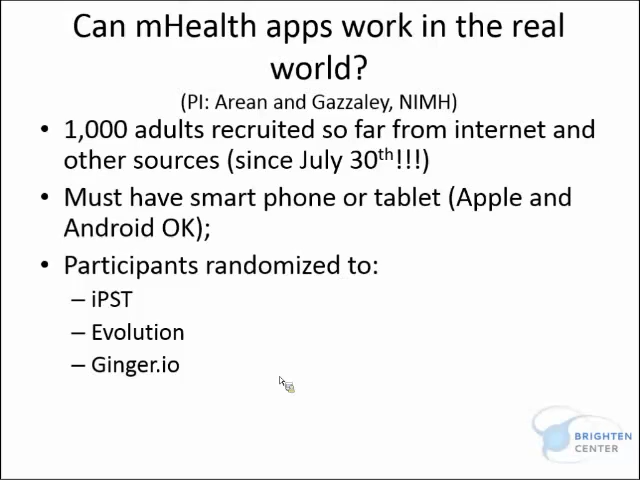 Can mHealth apps work in the real
world?
(PI: Arean and Gazzaley, NIMH)
• 1,000 adults recruited so far from internet and
other sources (since July 30th!!!)
• Must have smart phone or tablet (Apple and
Android OK);
• Participants randomized to:
– iPST
– Evolution
– Ginger.io
BRIGHTEN
CENTER